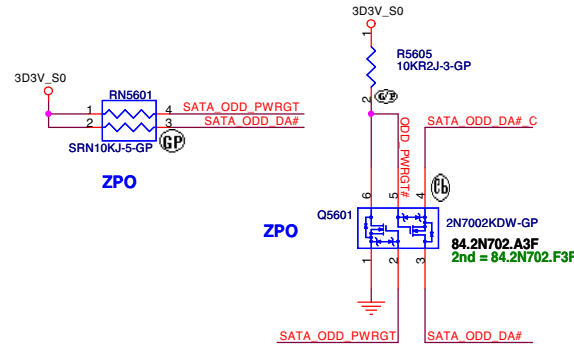 3D3V_S0
1
R5605
10KR2J-3-GP
2
GP
3D3V_S0
RN5601
1
4
SATA_ODD_PWRGT
2
3
SATA_ODD_DA#
SRN10KJ-5-GP
GP
ZPO
ODD_PWRGT#
SATA_ODD_DA#_C
6
5
4
Q5601
2N7002KDW-GP
ZPO
84.2N702.A3F
2nd = 84.2N702.F3F
1
2
3
SATA_ODD_PWRGT
SATA_ODD_DA#